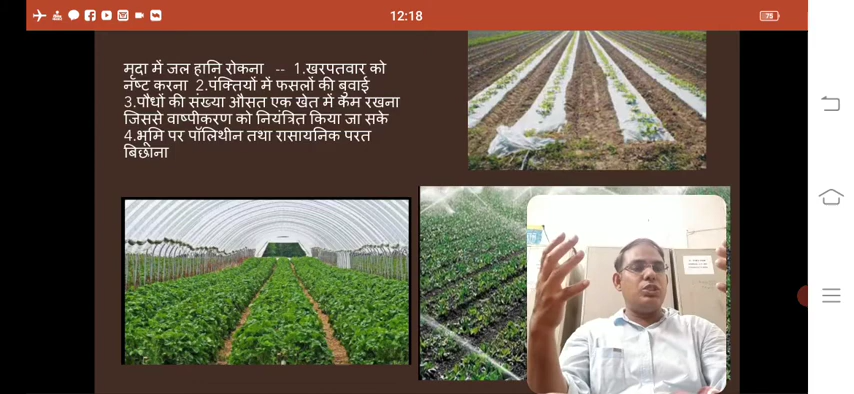 12:18
75
मृदा में जल हानि रोकना -- 1.खरपतवार को
नष्ट करना 2.पंक्तियों में फसलों की बुवाई
3.पौधों की संख्या औसत एक खेत में कम रखना
जिससे वाष्पीकरण को नियंत्रित किया जा सके
4.भूमि पर पॉलिथीन तथा रासायनिक परत
बिछाना